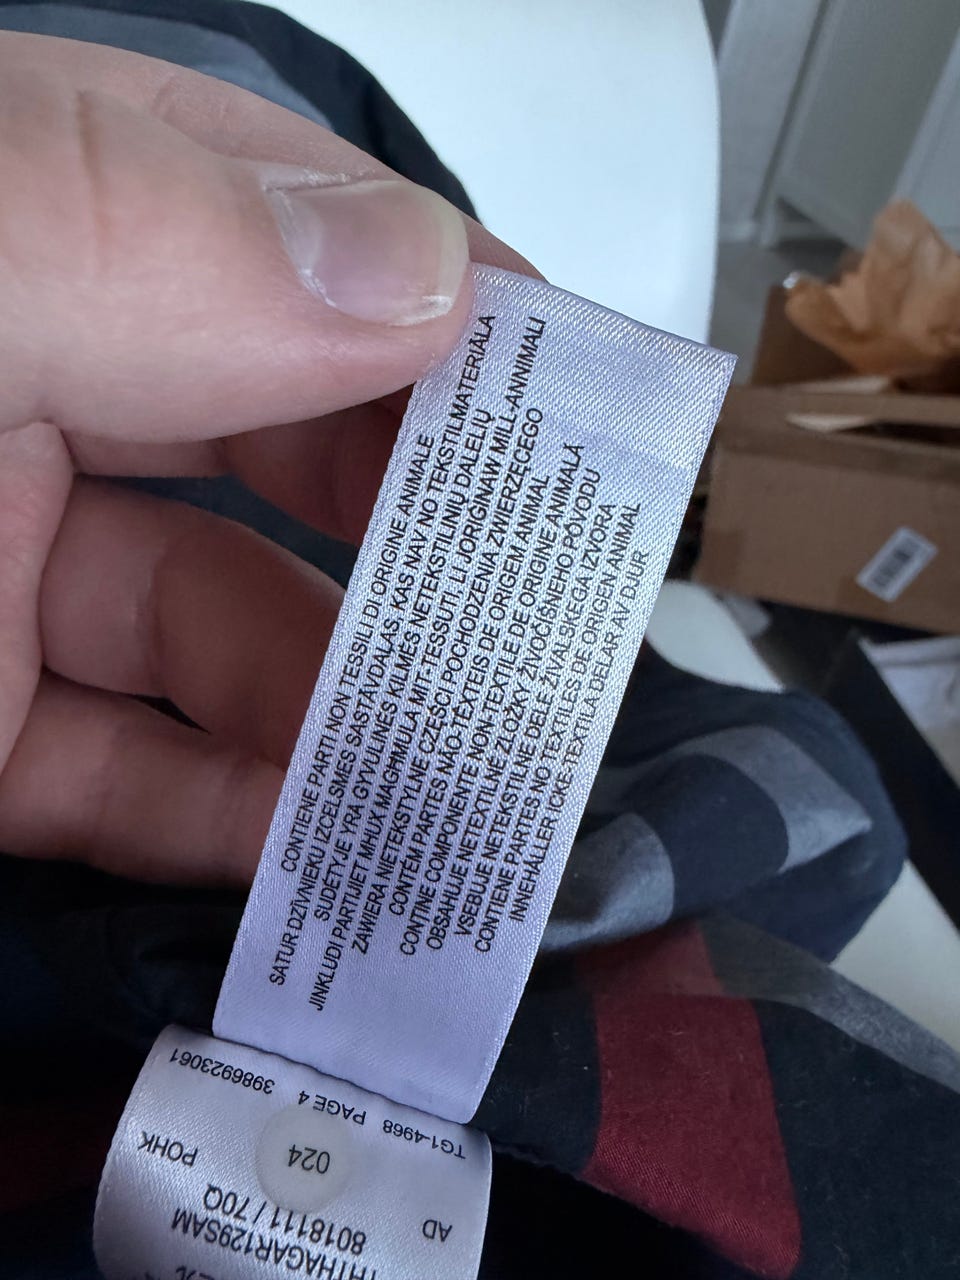 CONTIENE PARTI NON TESSILI DI ORIGINE ANIMALE
SATUR DZĪVNIEKU IZCELSMES SASTĀVDAĻAS, KAS NAV NO TEKSTILMATERIĀLA
SUDĖTYJE YRA GYVULINĖS KILMĖS NETEKSTILINIŲ DALELIŲ
JINKLUDI PARTIJIET MHUX MAGHMULA MIT-TESSUTI, LI JORIĠINAW MILL-ANNIMALI
ZAWIERA NIETEKSTYLNE CZĘŚCI POCHODZENIA ZWIERZĘCEGO
CONTÉM PARTES NÃO-TÊXTEIS DE ORIGEM ANIMAL
CONTINE COMPONENTE NON-TEXTILE DE ORIGINE ANIMALĂ
OBSAHUJE NETEXTILNÉ ZLOŽKY ŽIVOČÍŠNEHO PÔVODU
VSEBUJE NETEKSTILNE DELE ŽIVALSKEGA IZVORA
CONTIENE PARTES NO TEXTILES DE ORIGEN ANIMAL
INNEHÅLLER ICKE-TEXTILA DELAR AV DJUR
TG1-4968 PAGE 4 3986923061
024
AD POHK
8018111 / 70Q
THTHAGAR129SAM